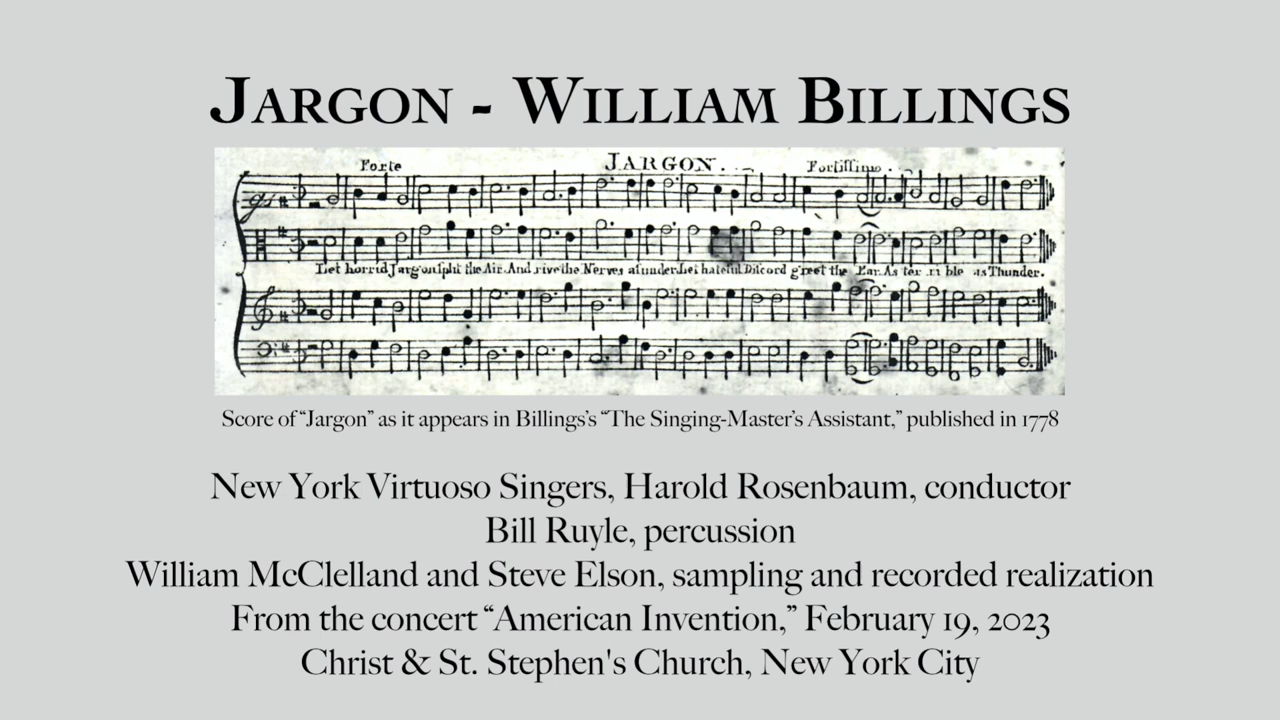 JARGON - WILLIAM BILLINGS
Forte JARGON. Fortissimo.
Let horrid Jargon split the Air. And rive the Nerves asunder. Let hateful Discord greet the Ear. As ter ri ble as Thunder.
Score of “Jargon” as it appears in Billings’s “The Singing-Master’s Assistant,” published in 1778
New York Virtuoso Singers, Harold Rosenbaum, conductor
Bill Ruyle, percussion
William McClelland and Steve Elson, sampling and recorded realization
From the concert “American Invention,” February 19, 2023
Christ & St. Stephen's Church, New York City